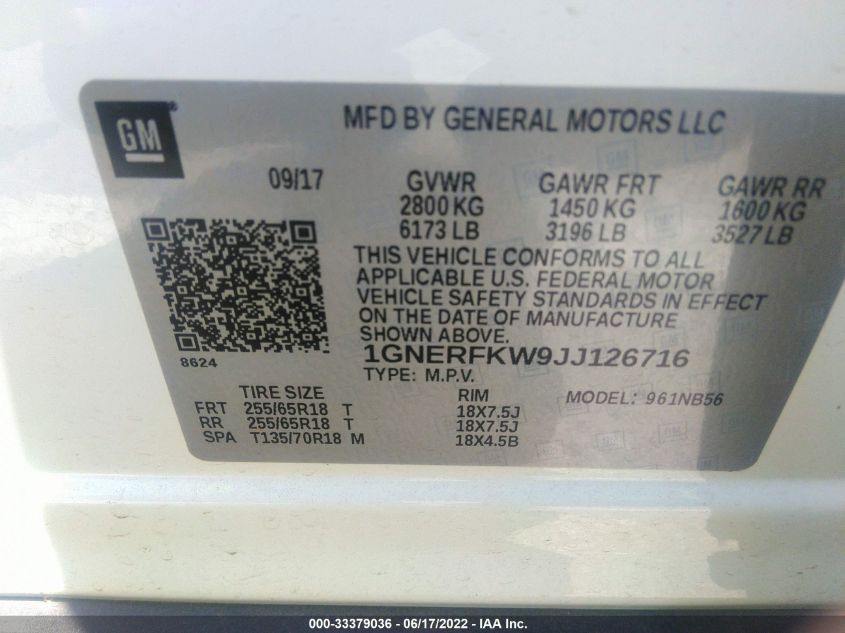 GM ®
MFD BY GENERAL MOTORS LLC
09/17 GVWR GAWR FRT GAWR RR
2800 KG 1450 KG 1600 KG
6173 LB 3196 LB 3527 LB
THIS VEHICLE CONFORMS TO ALL
APPLICABLE U.S. FEDERAL MOTOR
VEHICLE SAFETY STANDARDS IN EFFECT
ON THE DATE OF MANUFACTURE
SHOWN ABOVE.
8624
1GNERFKW9JJ126716
TYPE: M.P.V.
TIRE SIZE RIM MODEL: 961NB56
FRT 255/65R18 T 18X7.5J
RR 255/65R18 T 18X7.5J
SPA T135/70R18 M 18X4.5B
000-33379036 - 06/17/2022 - IAA Inc.